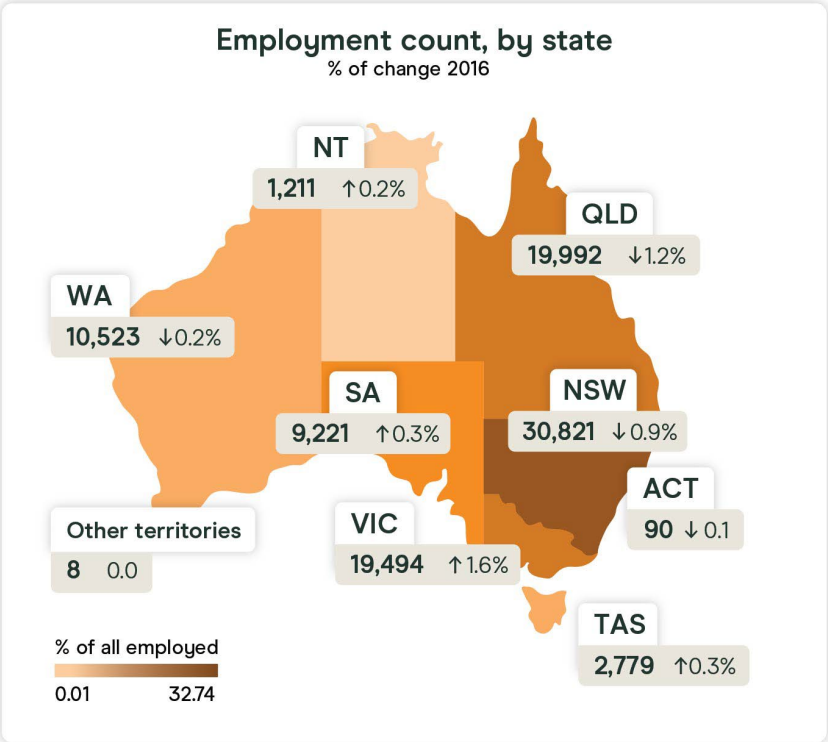 Employment count, by state
% of change 2016
NT
1,211 ↑0.2%
QLD
19,992 ↓1.2%
WA
10,523 ↓0.2%
SA
9,221 ↑0.3%
NSW
30,821 ↓0.9%
ACT
90 ↓0.1
Other territories
8 0.0
VIC
19,494 ↑1.6%
TAS
2,779 ↑0.3%
% of all employed
0.01 32.74